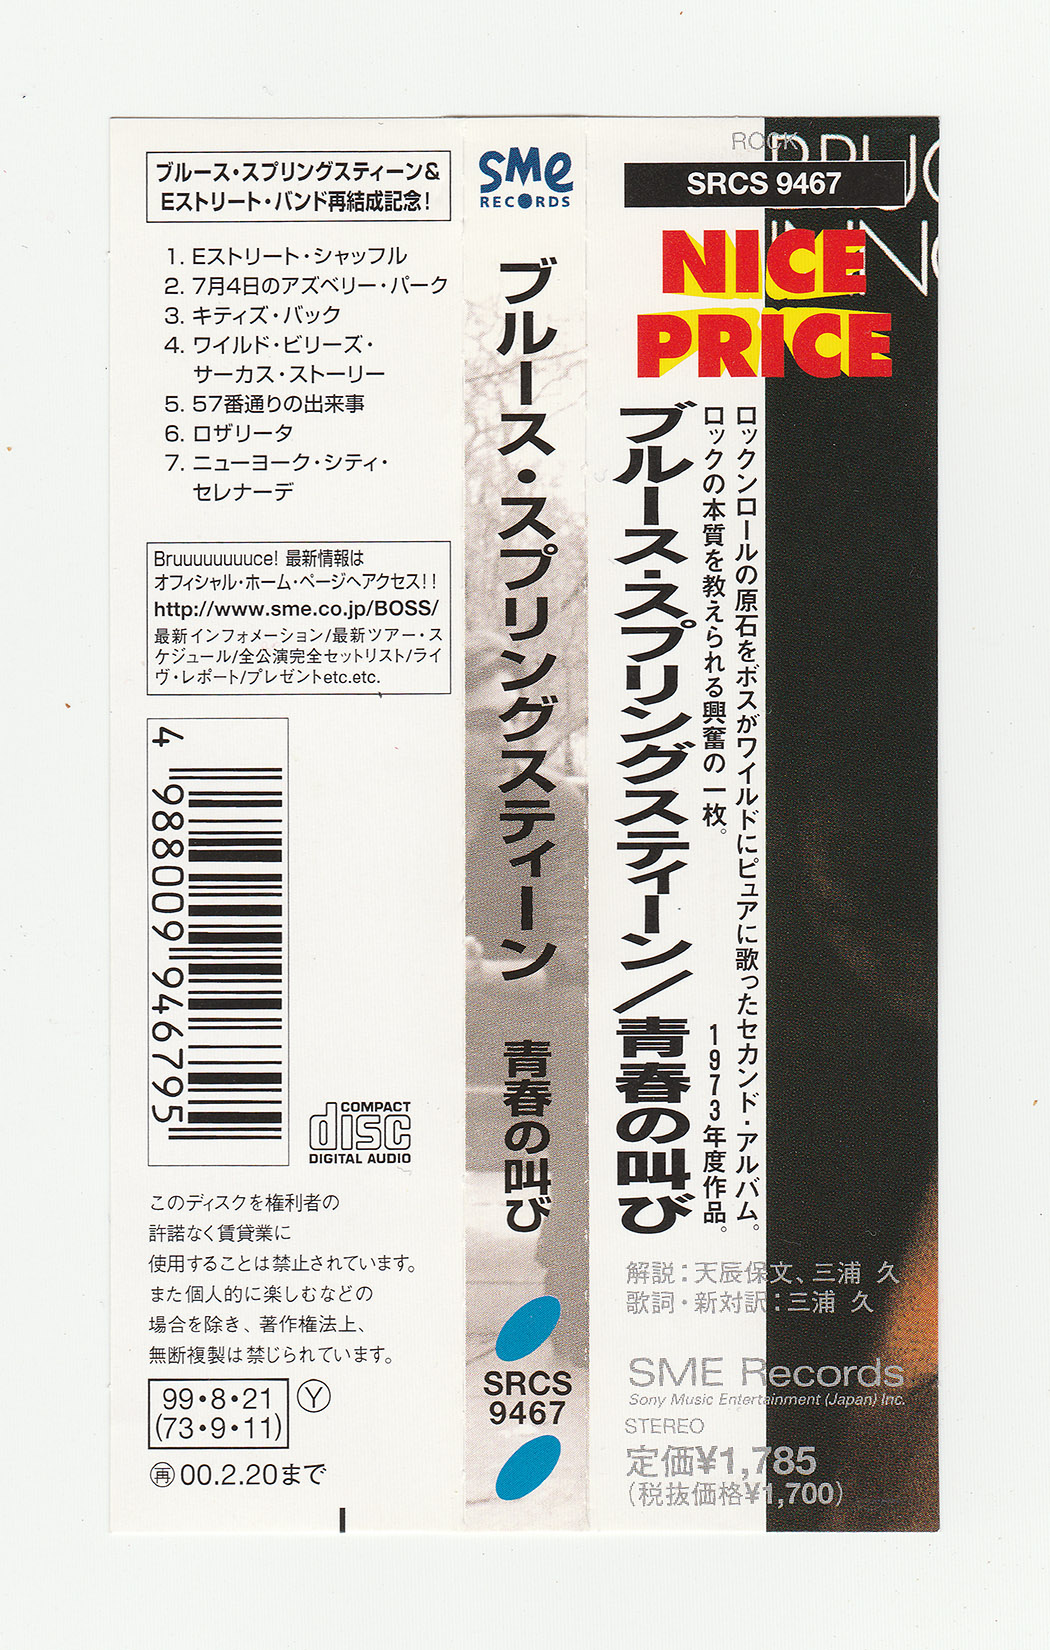 ブルース・スプリングスティーン&
Eストリート・バンド再結成記念!
1. Eストリート・シャッフル
2. 7月4日のアズベリー・パーク
3. キティズ・バック
4. ワイルド・ビリーズ・
サーカス・ストーリー
5. 57番通りの出来事
6. ロザリータ
7. ニューヨーク・シティ・
セレナーデ
Bruuuuuuuuuce! 最新情報は
オフィシャル・ホーム・ページへアクセス!!
http://www.sme.co.jp/BOSS/
最新インフォメーション/最新ツアー・ス
ケジュール/全公演完全セットリスト/ライ
ヴ・レポート/プレゼントetc.etc.
4 988009 946795
COMPACT
disc
DIGITAL AUDIO
このディスクを権利者の
許諾なく賃貸業に
使用することは禁止されています。
また個人的に楽しむなどの
場合を除き、著作権法上、
無断複製は禁じられています。
99・8・21
(73・9・11)
Y
再00.2.20まで
SMe
RECORDS
ブルース・スプリングスティーン 青春の叫び
SRCS
9467
ROCK
SRCS 9467
NICE
PRICE
ロックンロールの原石をボスがワイルドにピュアに歌ったセカンド・アルバム。
ロックの本質を教えられる興奮の一枚。 1973年度作品。
ブルース・スプリングスティーン/青春の叫び
解説:天辰保文、三浦 久
歌詞・新対訳:三浦 久
SME Records
Sony Music Entertainment (Japan) Inc.
STEREO
定価¥1,785
(税抜価格¥1,700)